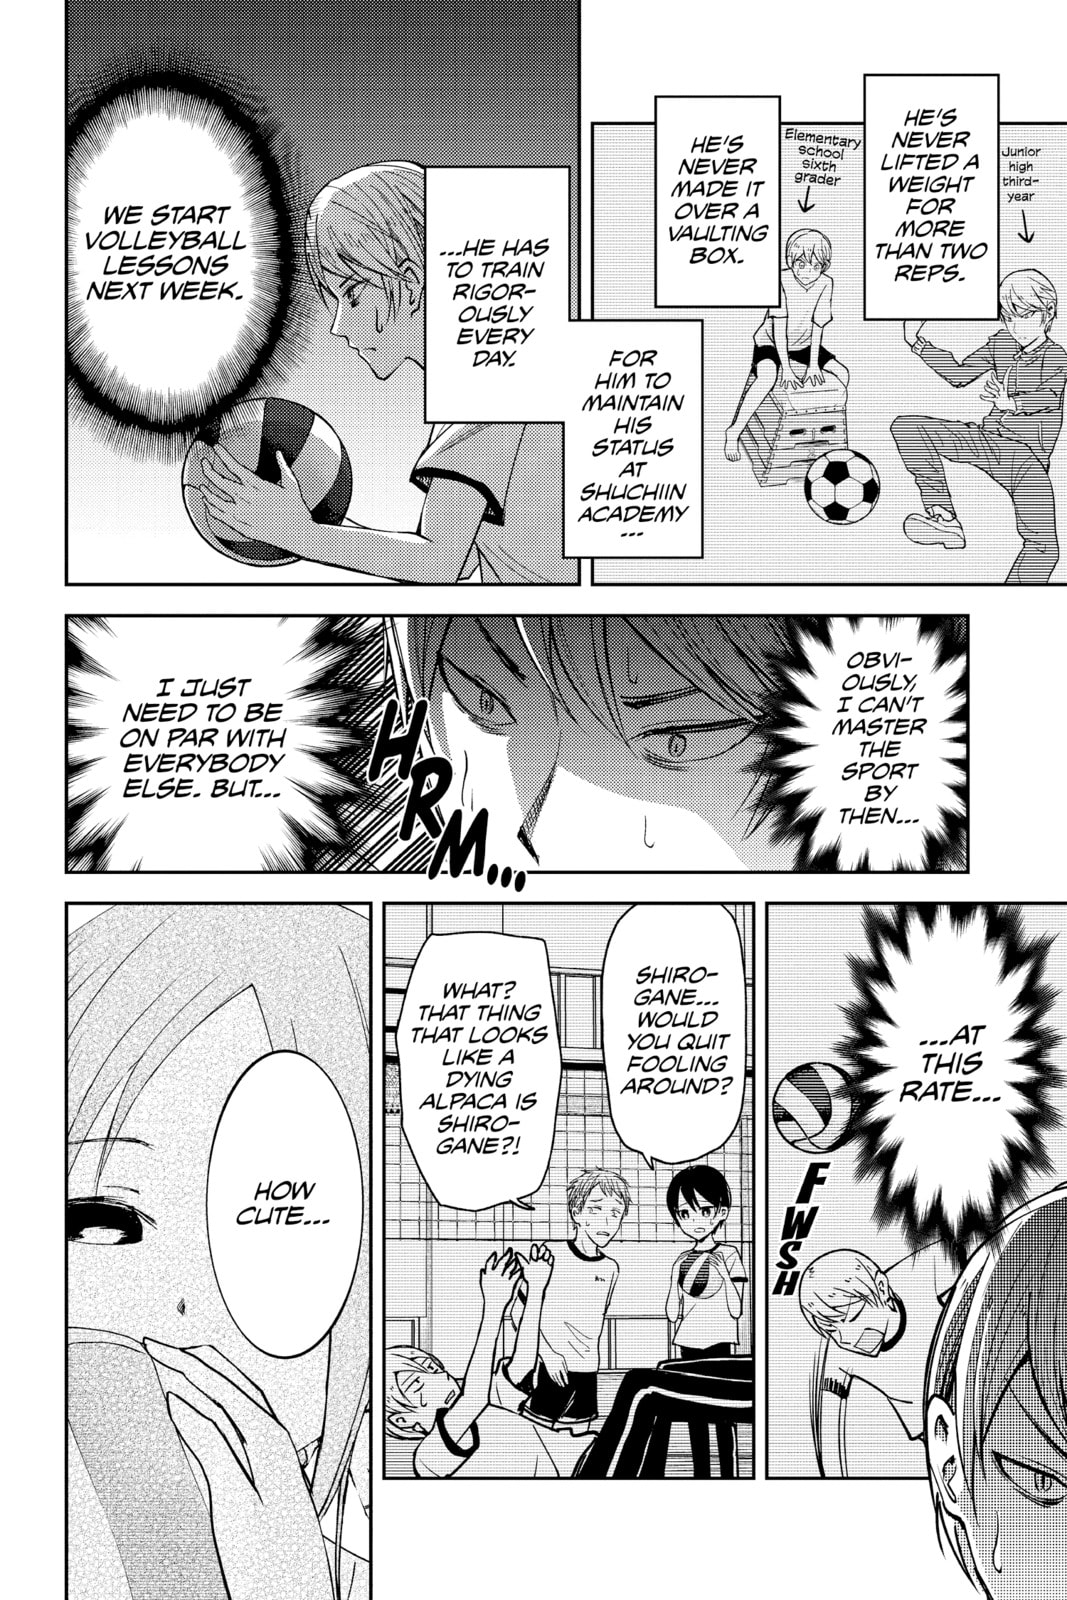 HE'S
NEVER
LIFTED A
WEIGHT
FOR
MORE
THAN TWO
REPS.
Junior
high
third-
year
HE'S
NEVER
MADE IT
OVER A
VAULTING
BOX.
Elementary
school
sixth
grader
FOR
HIM TO
MAINTAIN
HIS
STATUS
AT
SHUCHIIN
ACADEMY
...
...HE HAS
TO TRAIN
RIGOR-
OUSLY
EVERY
DAY.
WE START
VOLLEYBALL
LESSONS
NEXT WEEK.
OBVI-
OUSLY,
I CAN'T
MASTER
THE
SPORT
BY
THEN...
HRM...
I JUST
NEED TO BE
ON PAR WITH
EVERYBODY
ELSE. BUT...
...AT
THIS
RATE...
FWSH
SHIRO-
GANE...
WOULD
YOU QUIT
FOOLING
AROUND?
WHAT?
THAT THING
THAT LOOKS
LIKE A
DYING
ALPACA IS
SHIRO-
GANE?!
HOW
CUTE...